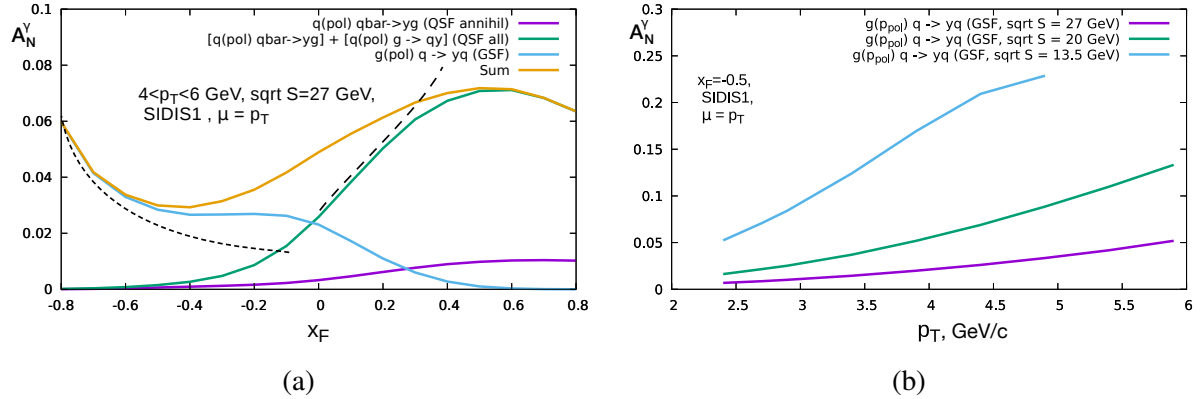 A_N^γ
q(pol) qbar->γg (QSF annihil)
[q(pol) qbar->γg] + [q(pol) g -> qγ] (QSF all)
g(pol) q -> γq (GSF)
Sum
4<p_T<6 GeV, sqrt S=27 GeV,
SIDIS1 , μ = p_T
0.1
0.08
0.06
0.04
0.02
0
-0.8 -0.6 -0.4 -0.2 0 0.2 0.4 0.6 0.8
x_F
(a)
A_N^γ
g(p_pol) q -> γq (GSF, sqrt S = 27 GeV)
g(p_pol) q -> γq (GSF, sqrt S = 20 GeV)
g(p_pol) q -> γq (GSF, sqrt S = 13.5 GeV)
x_F=-0.5,
SIDIS1,
μ = p_T
0.3
0.25
0.2
0.15
0.1
0.05
0
2 2.5 3 3.5 4 4.5 5 5.5 6
p_T, GeV/c
(b)